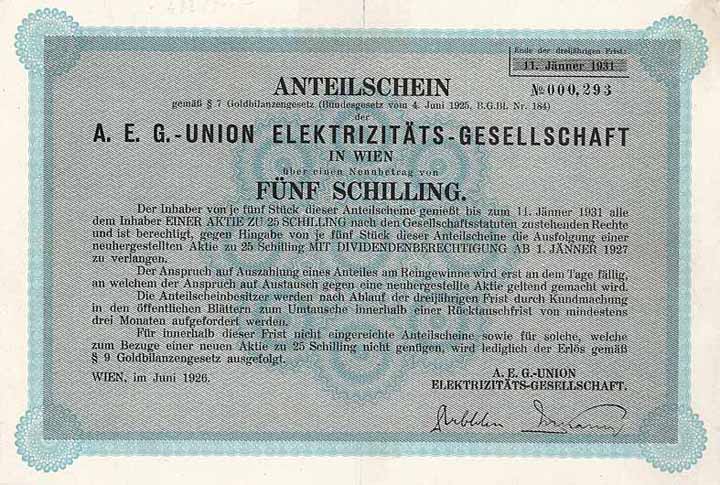 Ende der dreijährigen Frist:
11. Jänner 1931
ANTEILSCHEIN
№ 000,293
gemäß § 7 Goldbilanzengesetz (Bundesgesetz vom 4. Juni 1925, B.G.Bl. Nr. 184)
der
A. E. G.-UNION ELEKTRIZITÄTS-GESELLSCHAFT
IN WIEN
über einen Nennbetrag von
FÜNF SCHILLING.
Der Inhaber von je fünf Stück dieser Anteilscheine genießt bis zum 11. Jänner 1931 alle
dem Inhaber EINER AKTIE ZU 25 SCHILLING nach den Gesellschaftsstatuten zustehenden Rechte
und ist berechtigt, gegen Hingabe von je fünf Stück dieser Anteilscheine die Ausfolgung einer
neuhergestellten Aktie zu 25 Schilling MIT DIVIDENDENBERECHTIGUNG AB 1. JÄNNER 1927
zu verlangen.
Der Anspruch auf Auszahlung eines Anteiles am Reingewinne wird erst an dem Tage fällig,
an welchem der Anspruch auf Austausch gegen eine neuhergestellte Aktie geltend gemacht wird.
Die Anteilscheinbesitzer werden nach Ablauf der dreijährigen Frist durch Kundmachung
in den öffentlichen Blättern zum Umtausche innerhalb einer Rücktauschfrist von mindestens
drei Monaten aufgefordert werden.
Für innerhalb dieser Frist nicht eingereichte Anteilscheine sowie für solche, welche
zum Bezuge einer neuen Aktie zu 25 Schilling nicht genügen, wird lediglich der Erlös gemäß
§ 9 Goldbilanzengesetz ausgefolgt.
WIEN, im Juni 1926.
A. E. G.-UNION
ELEKTRIZITÄTS-GESELLSCHAFT.